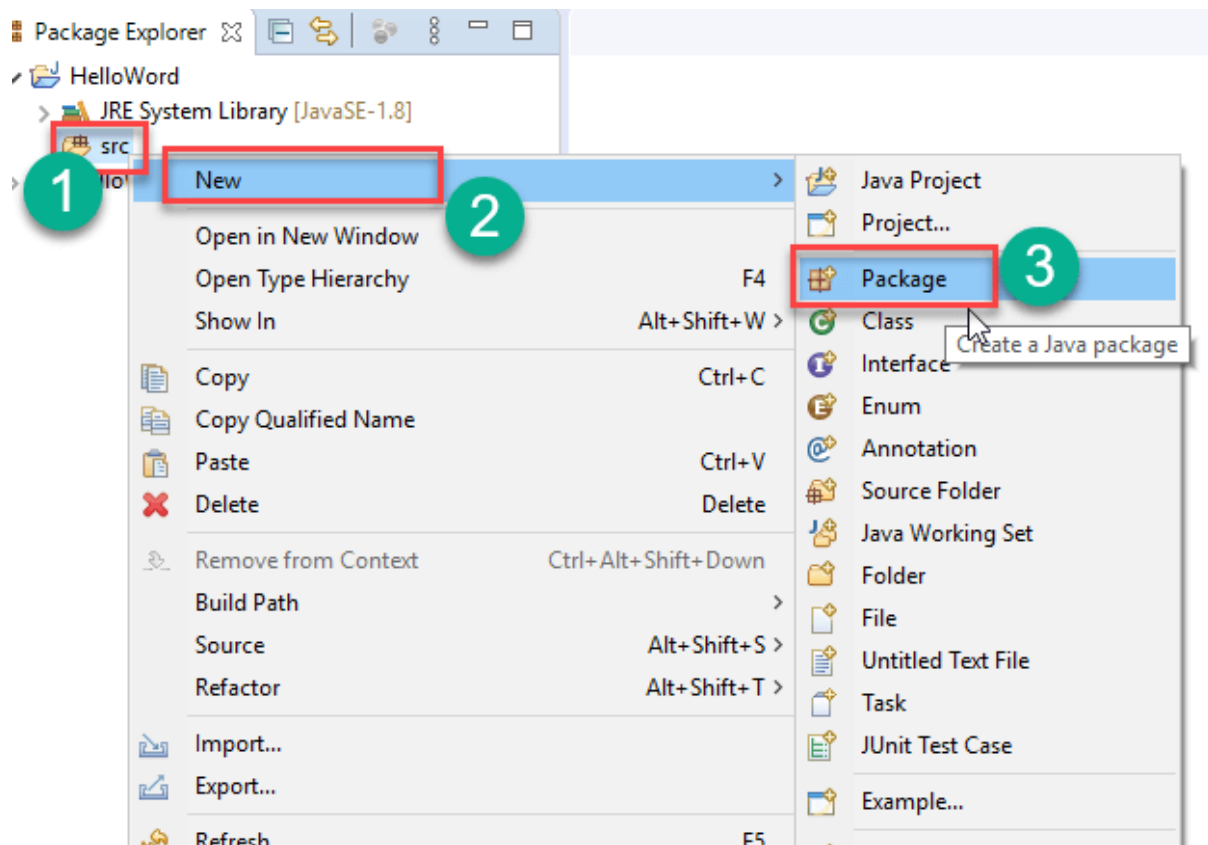 Package Explorer
HelloWord
JRE System Library [JavaSE-1.8]
src
1
New
2
Open in New Window
Open Type Hierarchy F4
Show In Alt+Shift+W
Copy Ctrl+C
Copy Qualified Name
Paste Ctrl+V
Delete Delete
Remove from Context Ctrl+Alt+Shift+Down
Build Path
Source Alt+Shift+S
Refactor Alt+Shift+T
Import...
Export...
Refresh F5
Java Project
Project...
Package
3
Class
Create a Java package
Interface
Enum
Annotation
Source Folder
Java Working Set
Folder
File
Untitled Text File
Task
JUnit Test Case
Example...